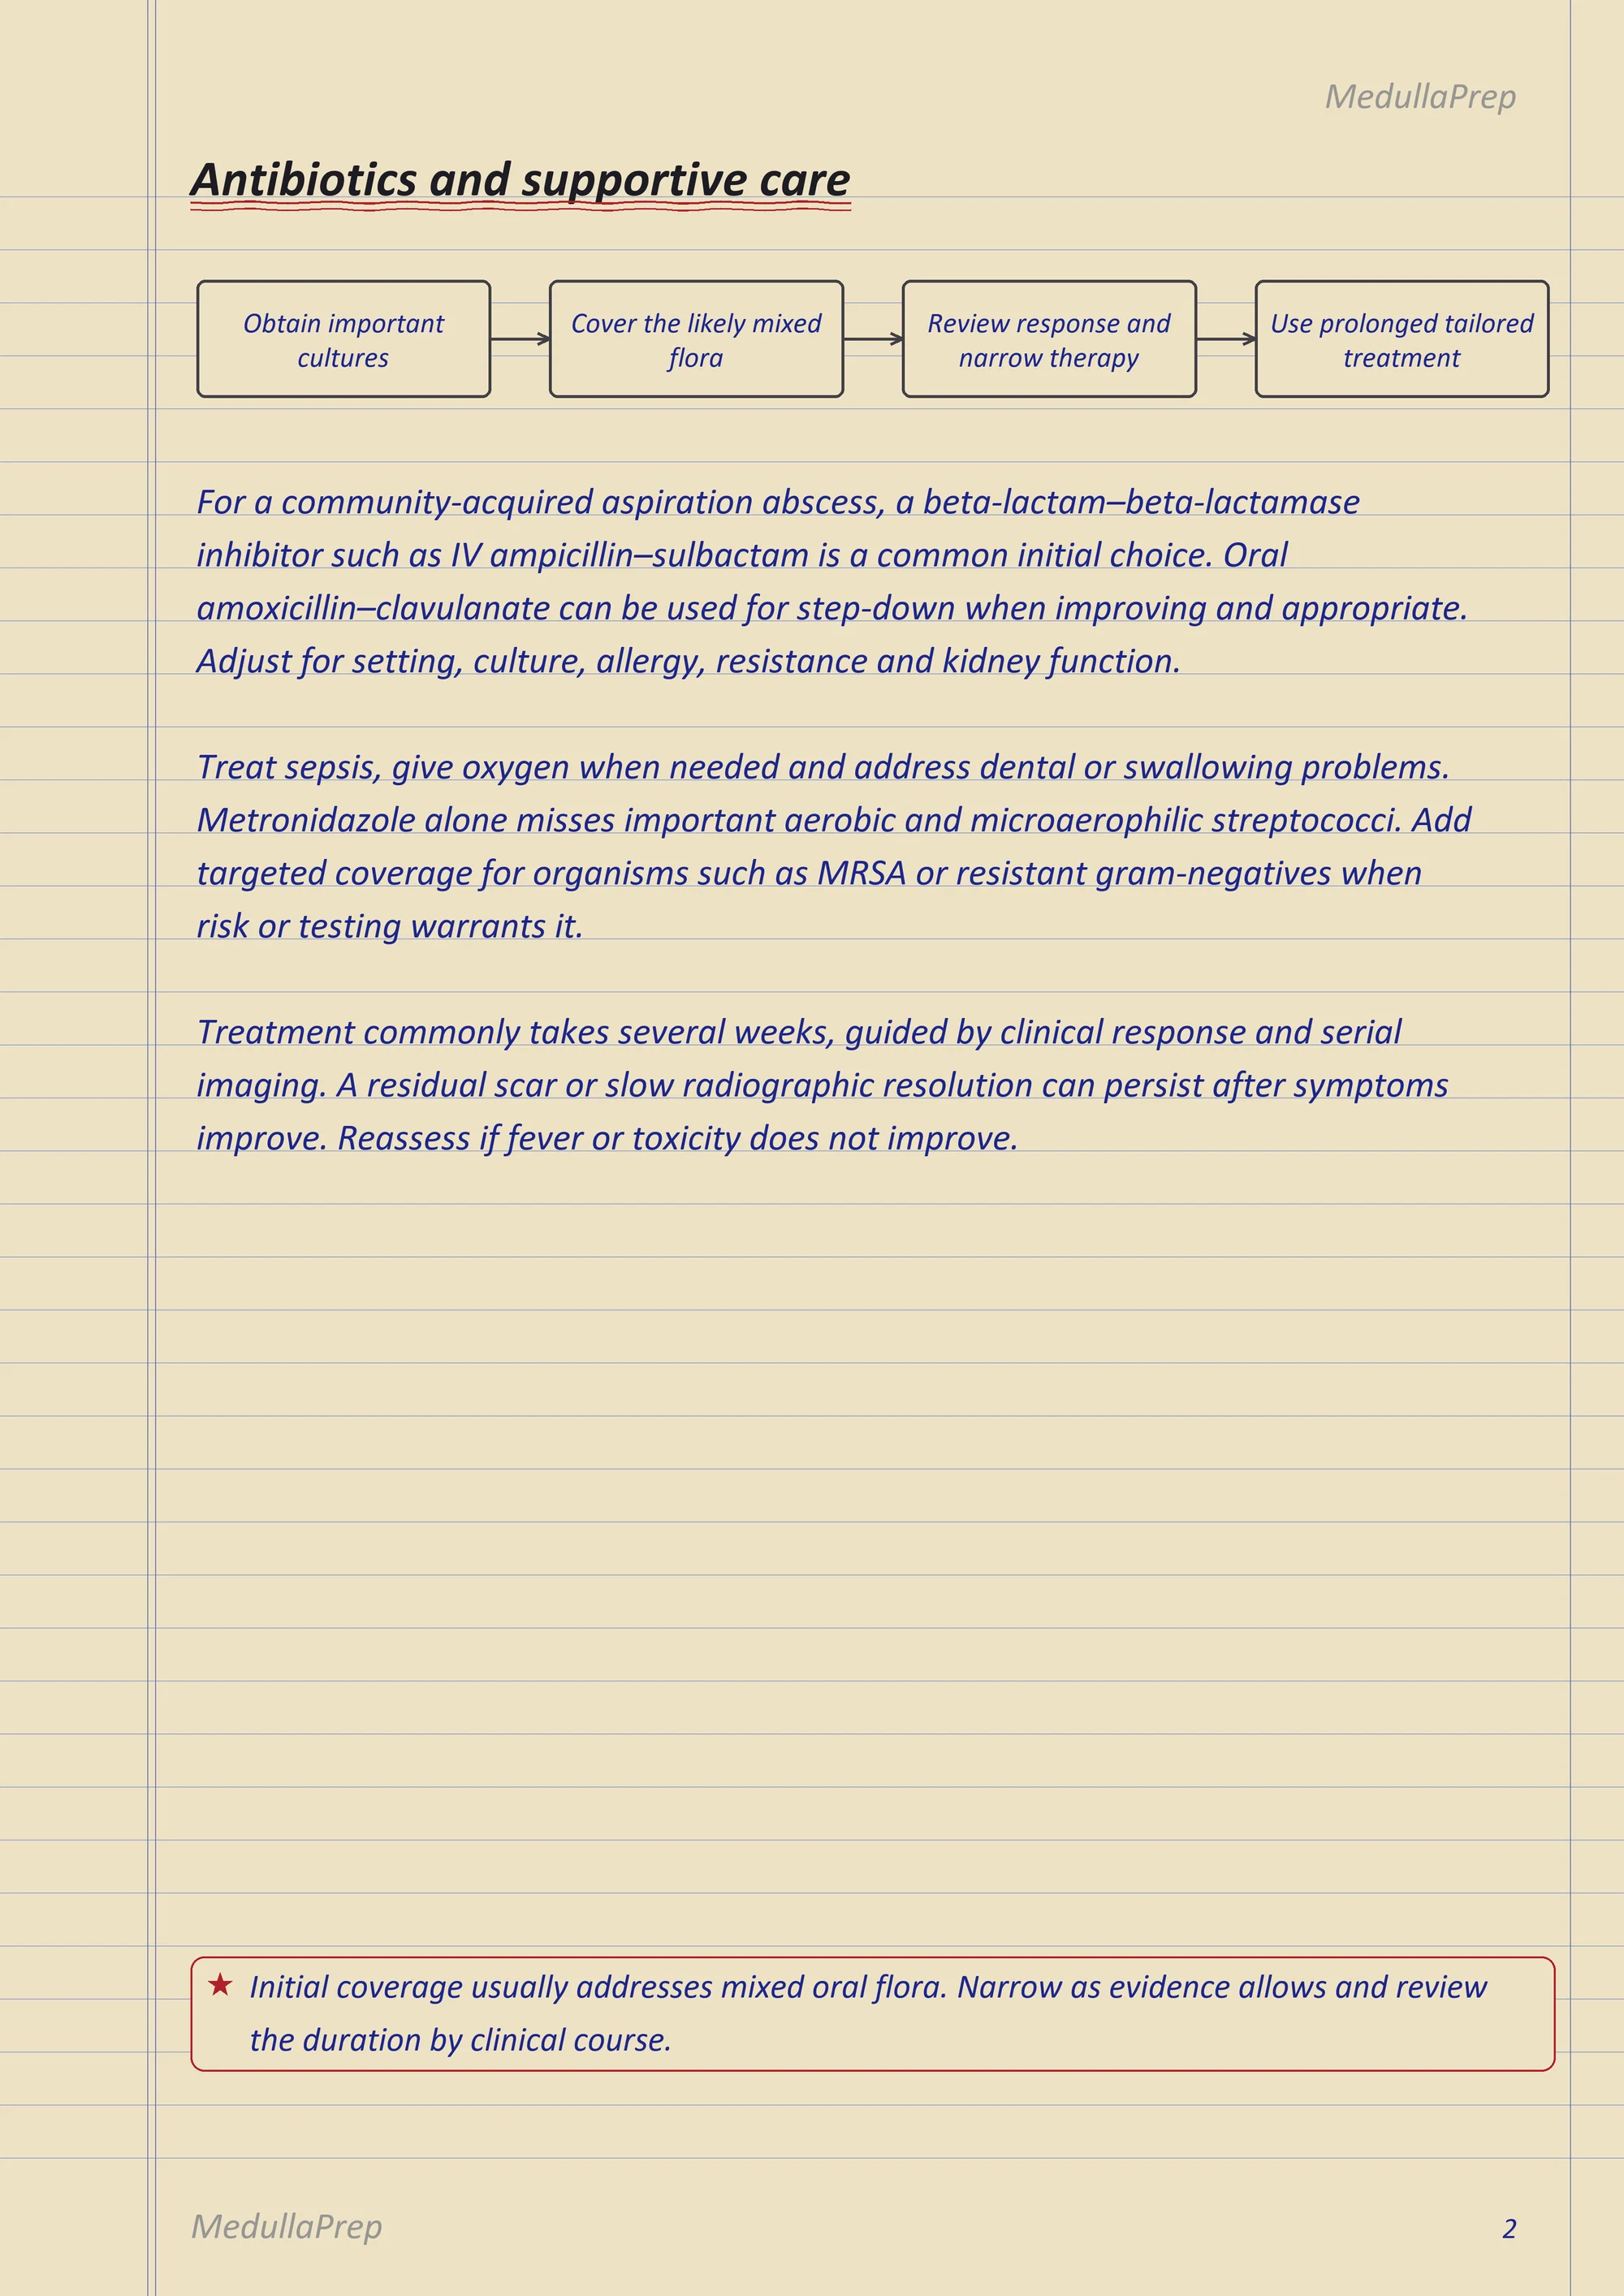 MedullaPrep
Antibiotics and supportive care
Obtain important
cultures
Cover the likely mixed
flora
Review response and
narrow therapy
Use prolonged tailored
treatment
For a community-acquired aspiration abscess, a beta-lactam–beta-lactamase
inhibitor such as IV ampicillin–sulbactam is a common initial choice. Oral
amoxicillin–clavulanate can be used for step-down when improving and appropriate.
Adjust for setting, culture, allergy, resistance and kidney function.
Treat sepsis, give oxygen when needed and address dental or swallowing problems.
Metronidazole alone misses important aerobic and microaerophilic streptococci. Add
targeted coverage for organisms such as MRSA or resistant gram-negatives when
risk or testing warrants it.
Treatment commonly takes several weeks, guided by clinical response and serial
imaging. A residual scar or slow radiographic resolution can persist after symptoms
improve. Reassess if fever or toxicity does not improve.
★ Initial coverage usually addresses mixed oral flora. Narrow as evidence allows and review
the duration by clinical course.
MedullaPrep
2